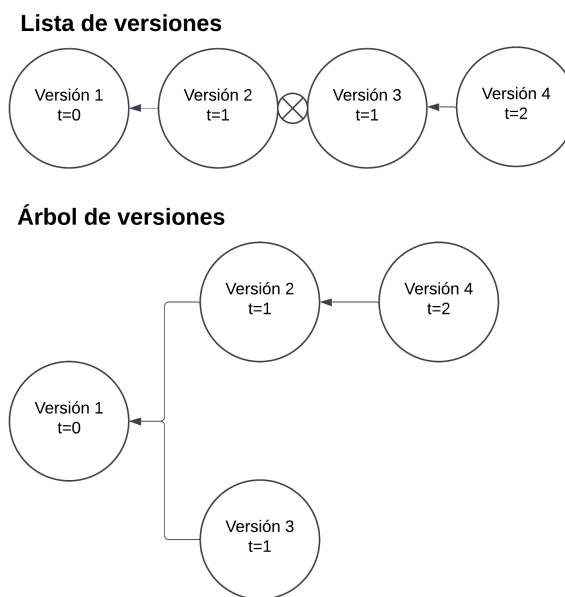 Lista de versiones
Versión 1
t=0
Versión 2
t=1
Versión 3
t=1
Versión 4
t=2
Árbol de versiones
Versión 2
t=1
Versión 4
t=2
Versión 1
t=0
Versión 3
t=1